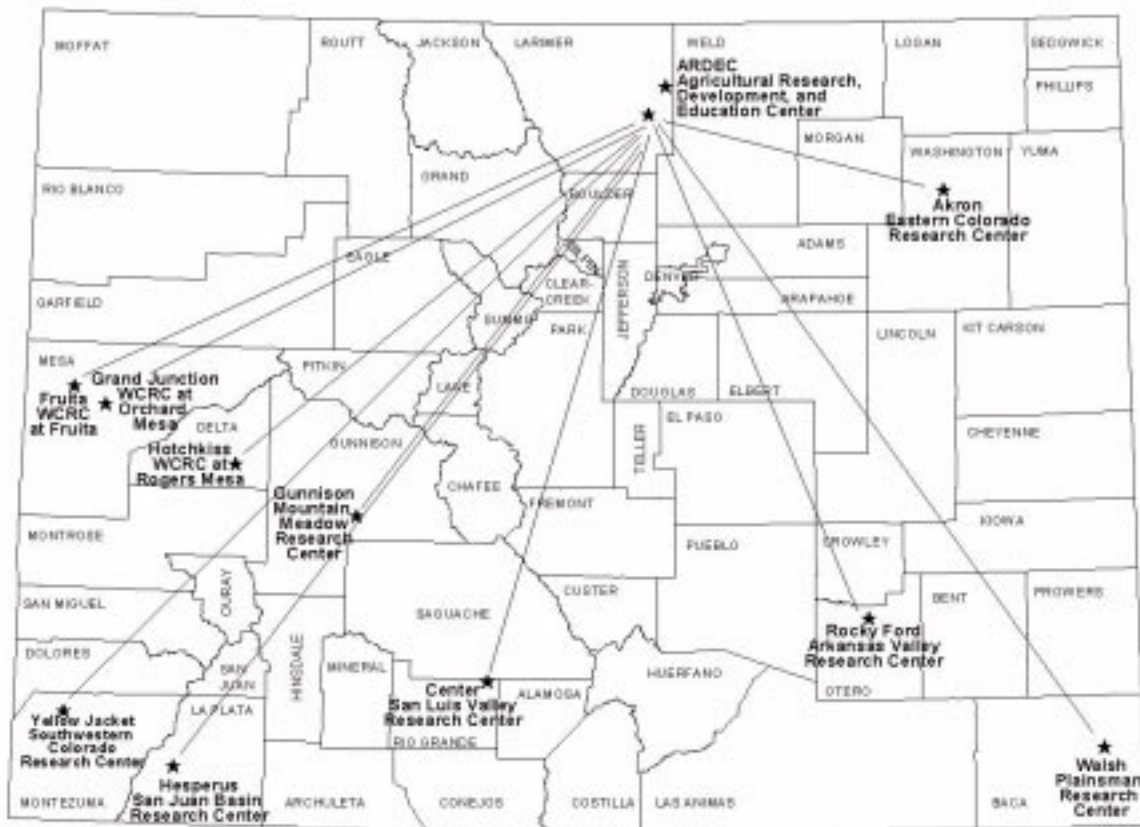 MOFFAT
ROUTT
JACKSON
LARIMER
WELD
LOGAN
SEDGWICK
PHILLIPS
ARDEC
Agricultural Research,
Development, and
Education Center
MORGAN
WASHINGTON
YUMA
RIO BLANCO
GRAND
BOULDER
Akron
Eastern Colorado
Research Center
EAGLE
GILPIN
ADAMS
CLEAR-
CREEK
JEFFERSON
DENVER
ARAPAHOE
GARFIELD
SUMMIT
PARK
LINCOLN
KIT CARSON
MESA
PITKIN
LAKE
DOUGLAS
ELBERT
Fruita
WCRC
at Fruita
Grand Junction
WCRC at
Orchard
Mesa
DELTA
GUNNISON
TELLER
EL PASO
CHEYENNE
Hotchkiss
WCRC at
Rogers Mesa
CHAFEE
FREMONT
Gunnison
Mountain
Meadow
Research
Center
KIOWA
MONTROSE
PUEBLO
CROWLEY
OURAY
CUSTER
BENT
PROWERS
SAN MIGUEL
SAGUACHE
Rocky Ford
Arkansas Valley
Research Center
DOLORES
SAN
JUAN
HINSDALE
MINERAL
HUERFANO
OTERO
Center
San Luis Valley
Research Center
ALAMOSA
LA PLATA
Yellow Jacket
Southwestern
Colorado
Research Center
RIO GRANDE
Walsh
Plainsman
Research
Center
Hesperus
San Juan Basin
Research Center
MONTEZUMA
ARCHULETA
CONEJOS
COSTILLA
LAS ANIMAS
BACA